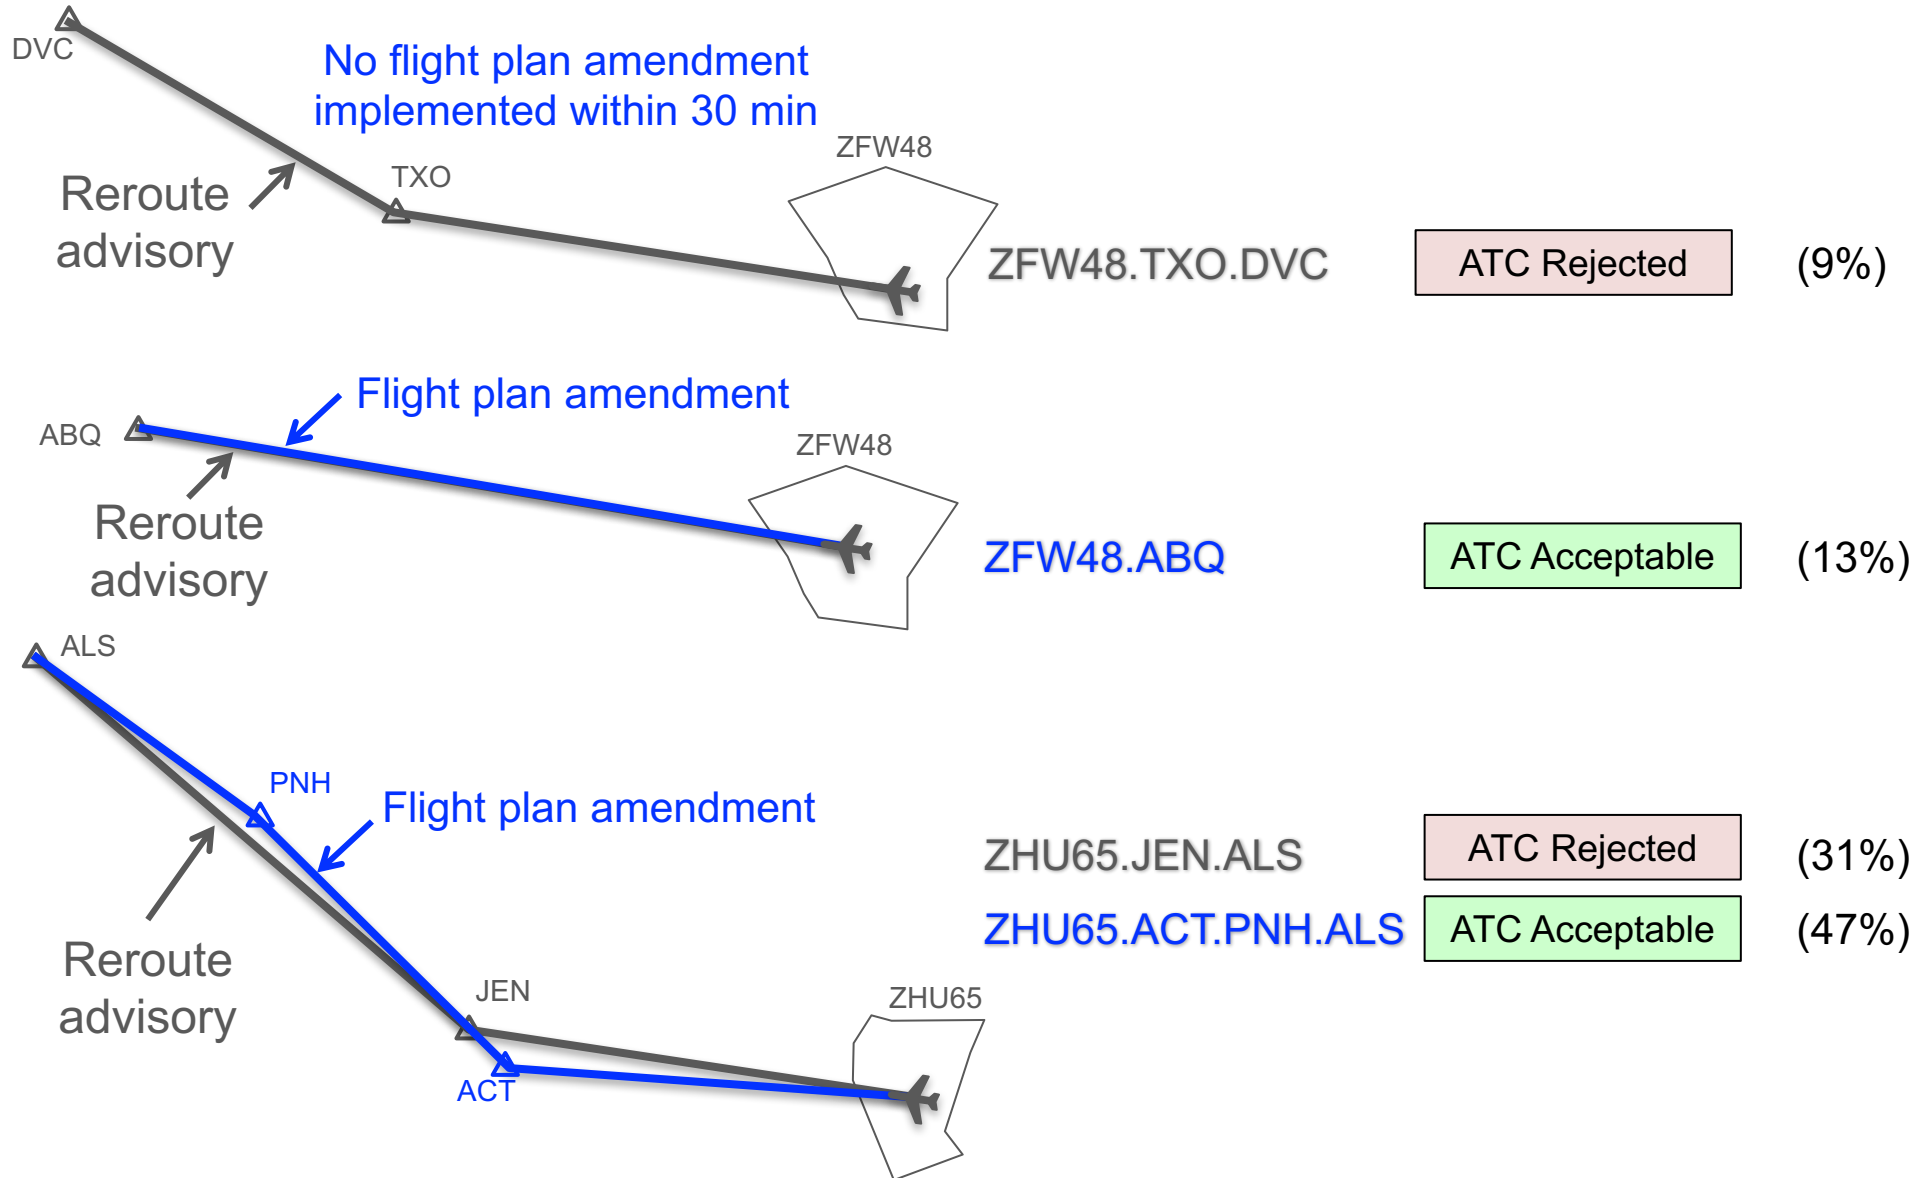 DVC
No flight plan amendment
implemented within 30 min
ZFW48
TXO
Reroute
advisory
ZFW48.TXO.DVC
ATC Rejected
(9%)
Flight plan amendment
ABQ
ZFW48
Reroute
advisory
ZFW48.ABQ
ATC Acceptable
(13%)
ALS
PNH
Flight plan amendment
ZHU65.JEN.ALS
ATC Rejected
(31%)
ZHU65.ACT.PNH.ALS
ATC Acceptable
(47%)
Reroute
advisory
JEN
ZHU65
ACT